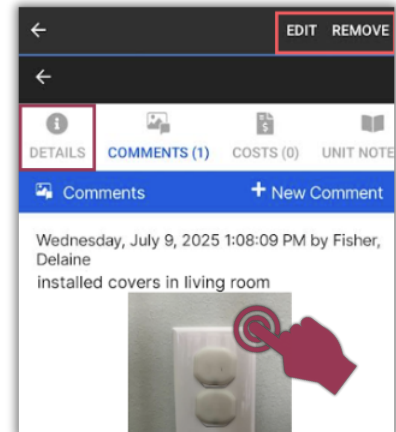 EDIT REMOVE
DETAILS COMMENTS (1) COSTS (0) UNIT NOTE
Comments + New Comment
Wednesday, July 9, 2025 1:08:09 PM by Fisher,
Delaine
installed covers in living room